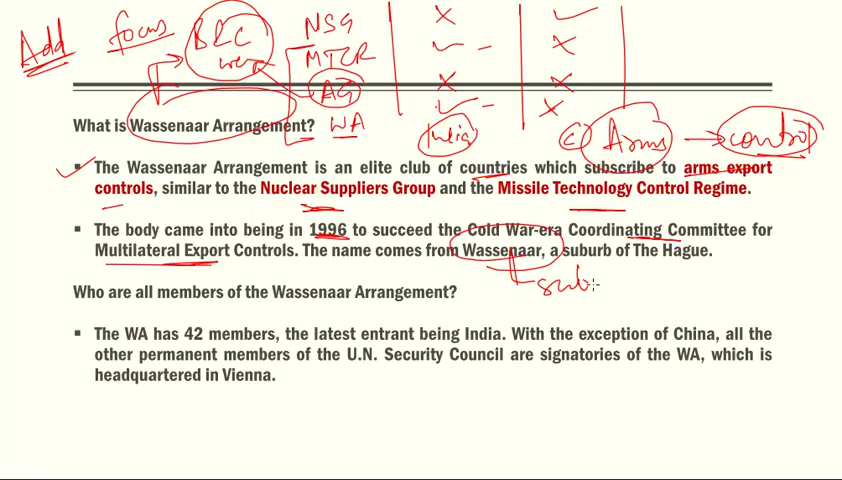 Add focus BRC NSG × ✓
MTCR ✓ – ×
AG × ×
What is Wassenaar Arrangement? WA ✓ – ×
India © Arms → control
▪ The Wassenaar Arrangement is an elite club of countries which subscribe to arms export
controls, similar to the Nuclear Suppliers Group and the Missile Technology Control Regime.
▪ The body came into being in 1996 to succeed the Cold War-era Coordinating Committee for
Multilateral Export Controls. The name comes from Wassenaar, a suburb of The Hague.
sub
Who are all members of the Wassenaar Arrangement?
▪ The WA has 42 members, the latest entrant being India. With the exception of China, all the
other permanent members of the U.N. Security Council are signatories of the WA, which is
headquartered in Vienna.